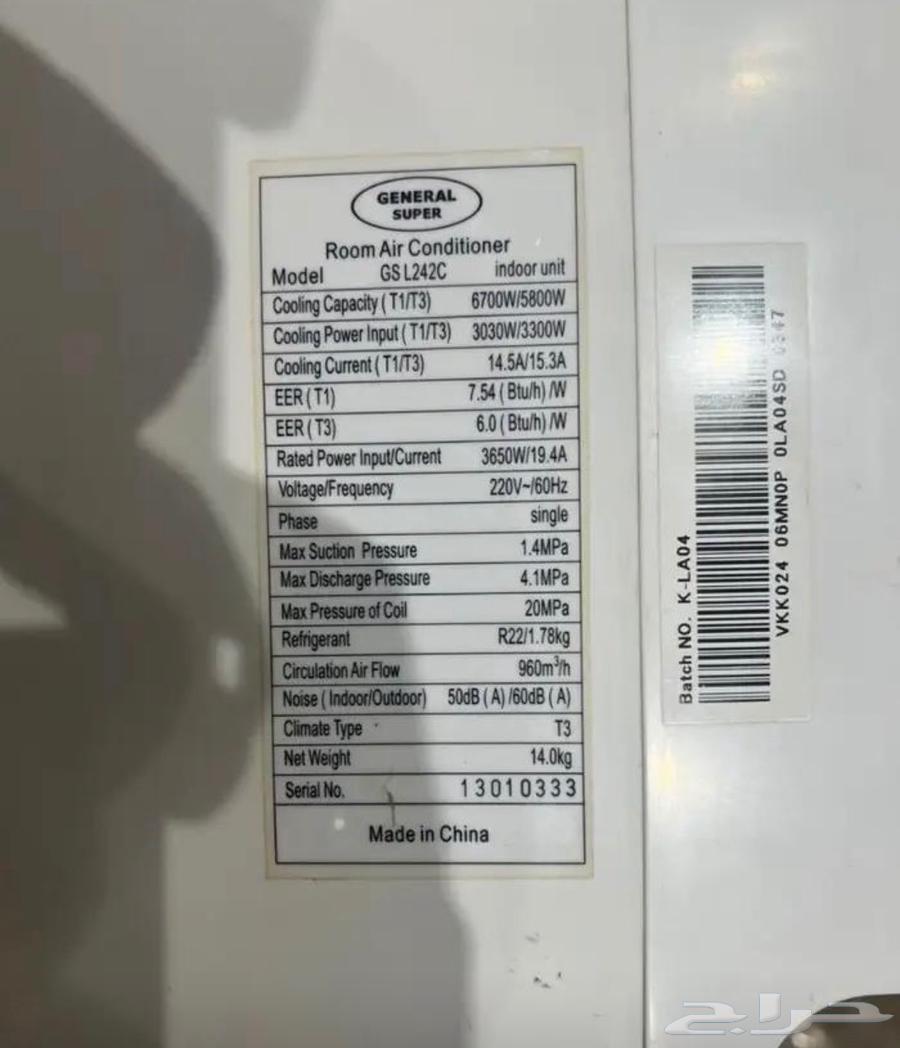 GENERAL
SUPER
Room Air Conditioner
Model GS L242C indoor unit
Cooling Capacity ( T1/T3) 6700W/5800W
Cooling Power Input ( T1/T3) 3030W/3300W
Cooling Current ( T1/T3) 14.5A/15.3A
EER ( T1) 7.54 ( Btu/h) /W
EER ( T3) 6.0 ( Btu/h) /W
Rated Power Input/Current 3650W/19.4A
Voltage/Frequency 220V~/60Hz
Phase single
Max Suction Pressure 1.4MPa
Max Discharge Pressure 4.1MPa
Max Pressure of Coil 20MPa
Refrigerant R22/1.78kg
Circulation Air Flow 960m³/h
Noise ( Indoor/Outdoor) 50dB ( A) /60dB ( A)
Climate Type T3
Net Weight 14.0kg
Serial No. 13010333
Made in China
Batch NO. K-LA04
VKK024 06MN0P 0LA04SD 0347
حراج